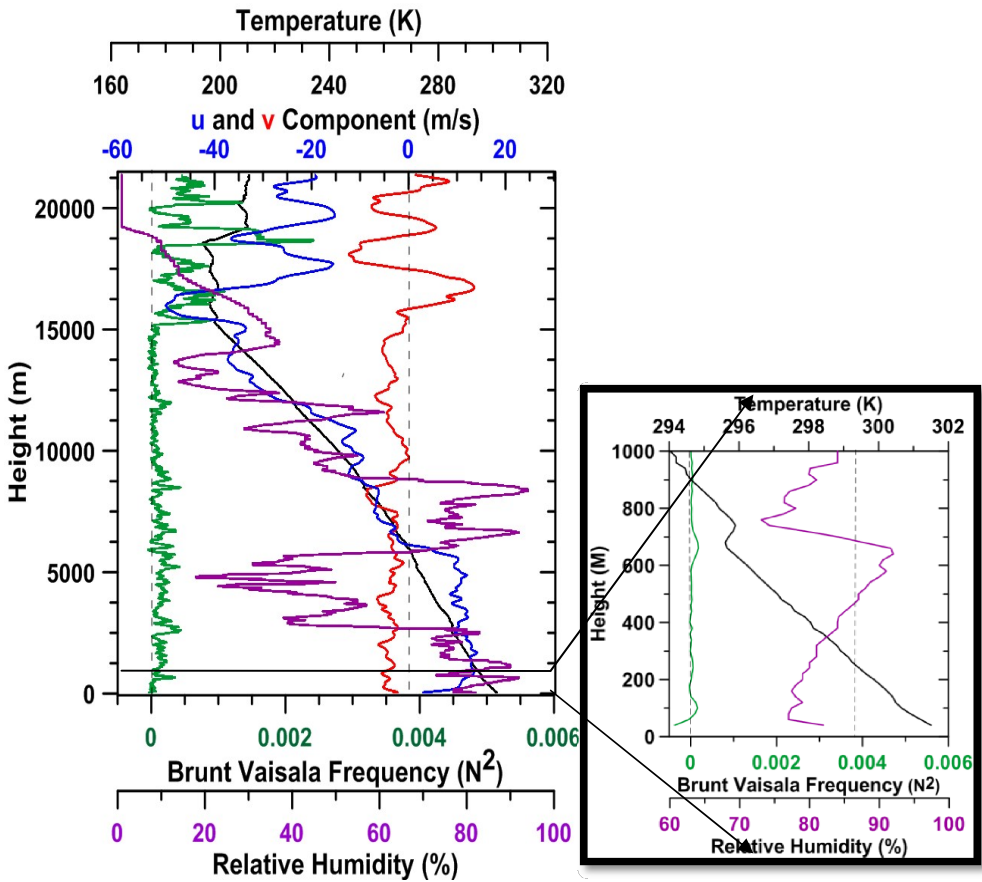 Temperature (K)
160 200 240 280 320
u and v Component (m/s)
-60 -40 -20 0 20
Height (m)
20000
15000
10000
5000
0
0 0.002 0.004 0.006
Brunt Vaisala Frequency (N²)
0 20 40 60 80 100
Relative Humidity (%)
Temperature (K)
294 296 298 300 302
Height (M)
1000
800
600
400
200
0
0 0.002 0.004 0.006
Brunt Vaisala Frequency (N²)
60 70 80 90 100
Relative Humidity (%)